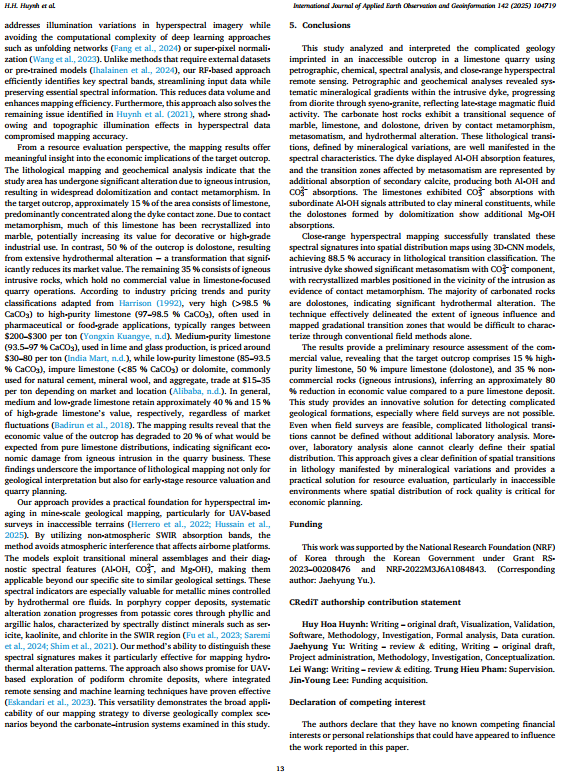 H.H. Huynh et al.
International Journal of Applied Earth Observation and Geoinformation 142 (2025) 104719
addresses illumination variations in hyperspectral imagery while
avoiding the computational complexity of deep learning approaches
such as unfolding networks (Fang et al., 2024) or super-pixel normali-
zation (Wang et al., 2023). Unlike methods that require external datasets
or pre-trained models (Ihalainen et al., 2024), our RF-based approach
efficiently identifies key spectral bands, streamlining input data while
preserving essential spectral information. This reduces data volume and
enhances mapping efficiency. Furthermore, this approach also solves the
remaining issue identified in Huynh et al. (2021), where strong shad-
owing and topographic illumination effects in hyperspectral data
compromised mapping accuracy.
From a resource evaluation perspective, the mapping results offer
meaningful insight into the economic implications of the target outcrop.
The lithological mapping and geochemical analysis indicate that the
study area has undergone significant alteration due to igneous intrusion,
resulting in widespread dolomitization and contact metamorphism. In
the target outcrop, approximately 15 % of the area consists of limestone,
predominantly concentrated along the dyke contact zone. Due to contact
metamorphism, much of this limestone has been recrystallized into
marble, potentially increasing its value for decorative or high-grade
industrial use. In contrast, 50 % of the outcrop is dolostone, resulting
from extensive hydrothermal alteration – a transformation that signif-
icantly reduces its market value. The remaining 35 % consists of igneous
intrusive rocks, which hold no commercial value in limestone-focused
quarry operations. According to industry pricing trends and purity
classifications adapted from Harrison (1992), very high (>98.5 %
CaCO₃) to high-purity limestone (97–98.5 % CaCO₃), often used in
pharmaceutical or food-grade applications, typically ranges between
$200–$300 per ton (Yongxin Kuangye, n.d). Medium-purity limestone
(93.5–97 % CaCO₃), used in lime and glass production, is priced around
$30–80 per ton (India Mart, n.d.), while low-purity limestone (85–93.5
% CaCO₃), impure limestone (<85 % CaCO₃) or dolomite, commonly
used for natural cement, mineral wool, and aggregate, trade at $15–35
per ton depending on market and location (Alibaba, n.d.). In general,
medium and low-grade limestone retain approximately 40 % and 15 %
of high-grade limestone's value, respectively, regardless of market
fluctuations (Badirun et al., 2018). The mapping results reveal that the
economic value of the outcrop has degraded to 20 % of what would be
expected from pure limestone distributions, indicating significant eco-
nomic damage from igneous intrusion in the quarry business. These
findings underscore the importance of lithological mapping not only for
geological interpretation but also for early-stage resource valuation and
quarry planning.
Our approach provides a practical foundation for hyperspectral im-
aging in mine-scale geological mapping, particularly for UAV-based
surveys in inaccessible terrains (Herrero et al., 2022; Hussain et al.,
2025). By utilizing non-atmospheric SWIR absorption bands, the
method avoids atmospheric interference that affects airborne platforms.
The models exploit transitional mineral assemblages and their diag-
nostic spectral features (Al-OH, CO₃²⁻, and Mg-OH), making them
applicable beyond our specific site to similar geological settings. These
spectral indicators are especially valuable for metallic mines controlled
by hydrothermal ore fluids. In porphyry copper deposits, systematic
alteration zonation progresses from potassic cores through phyllic and
argillic halos, characterized by spectrally distinct minerals such as ser-
icite, kaolinite, and chlorite in the SWIR region (Fu et al., 2023; Saremi
et al., 2024; Shim et al., 2021). Our method's ability to distinguish these
spectral signatures makes it particularly effective for mapping hydro-
thermal alteration patterns. The approach also shows promise for UAV-
based exploration of podiform chromite deposits, where integrated
remote sensing and machine learning techniques have proven effective
(Eskandari et al., 2023). This versatility demonstrates the broad appli-
cability of our mapping strategy to diverse geologically complex sce-
narios beyond the carbonate–intrusion systems examined in this study.
5. Conclusions
This study analyzed and interpreted the complicated geology
imprinted in an inaccessible outcrop in a limestone quarry using
petrographic, chemical, spectral analysis, and close-range hyperspectral
remote sensing. Petrographic and geochemical analyses revealed sys-
tematic mineralogical gradients within the intrusive dyke, progressing
from diorite through syeno-granite, reflecting late-stage magmatic fluid
activity. The carbonate host rocks exhibit a transitional sequence of
marble, limestone, and dolostone, driven by contact metamorphism,
metasomatism, and hydrothermal alteration. These lithological transi-
tions, defined by mineralogical variations, are well manifested in the
spectral characteristics. The dyke displayed Al-OH absorption features,
and the transition zones affected by metasomatism are represented by
additional absorption of secondary calcite, producing both Al-OH and
CO₃²⁻ absorptions. The limestones exhibited CO₃²⁻ absorptions with
subordinate Al-OH signals attributed to clay mineral constituents, while
the dolostones formed by dolomitization show additional Mg-OH
absorptions.
Close-range hyperspectral mapping successfully translated these
spectral signatures into spatial distribution maps using 3D-CNN models,
achieving 88.5 % accuracy in lithological transition classification. The
intrusive dyke showed significant metasomatism with CO₃²⁻ component,
with recrystallized marbles positioned in the vicinity of the intrusion as
evidence of contact metamorphism. The majority of carbonated rocks
are dolostones, indicating significant hydrothermal alteration. The
technique effectively delineated the extent of igneous influence and
mapped gradational transition zones that would be difficult to charac-
terize through conventional field methods alone.
The results provide a preliminary resource assessment of the com-
mercial value, revealing that the target outcrop comprises 15 % high-
purity limestone, 50 % impure limestone (dolostone), and 35 % non-
commercial rocks (igneous intrusions), inferring an approximately 80
% reduction in economic value compared to a pure limestone deposit.
This study provides an innovative solution for detecting complicated
geological formations, especially where field surveys are not possible.
Even when field surveys are feasible, complicated lithological transi-
tions cannot be defined without additional laboratory analysis. More-
over, laboratory analysis alone cannot clearly define their spatial
distribution. This approach gives a clear definition of spatial transitions
in lithology manifested by mineralogical variations and provides a
practical solution for resource evaluation, particularly in inaccessible
environments where spatial distribution of rock quality is critical for
economic planning.
Funding
This work was supported by the National Research Foundation (NRF)
of Korea through the Korean Government under Grant RS-
2023–00208476 and NRF-2022M3J6A1084843. (Corresponding
author: Jaehyung Yu.).
CRediT authorship contribution statement
Huy Hoa Huynh: Writing – original draft, Visualization, Validation,
Software, Methodology, Investigation, Formal analysis, Data curation.
Jaehyung Yu: Writing – review & editing, Writing – original draft,
Project administration, Methodology, Investigation, Conceptualization.
Lei Wang: Writing – review & editing. Trung Hieu Pham: Supervision.
Jin-Young Lee: Funding acquisition.
Declaration of competing interest
The authors declare that they have no known competing financial
interests or personal relationships that could have appeared to influence
the work reported in this paper.
13